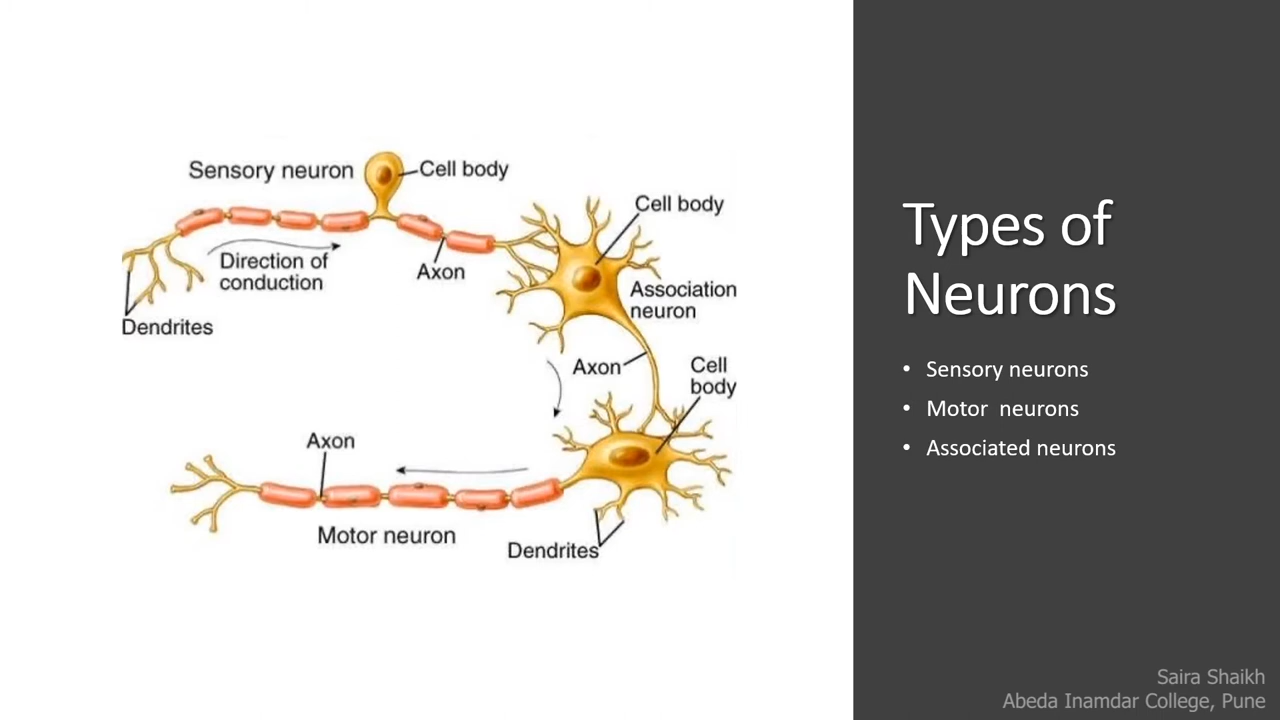 Sensory neuron
Cell body
Cell body
Direction of
conduction
Axon
Dendrites
Association
neuron
Axon
Cell
body
Axon
Motor neuron
Dendrites
Types of
Neurons
• Sensory neurons
• Motor  neurons
• Associated neurons
Saira Shaikh
Abeda Inamdar College, Pune